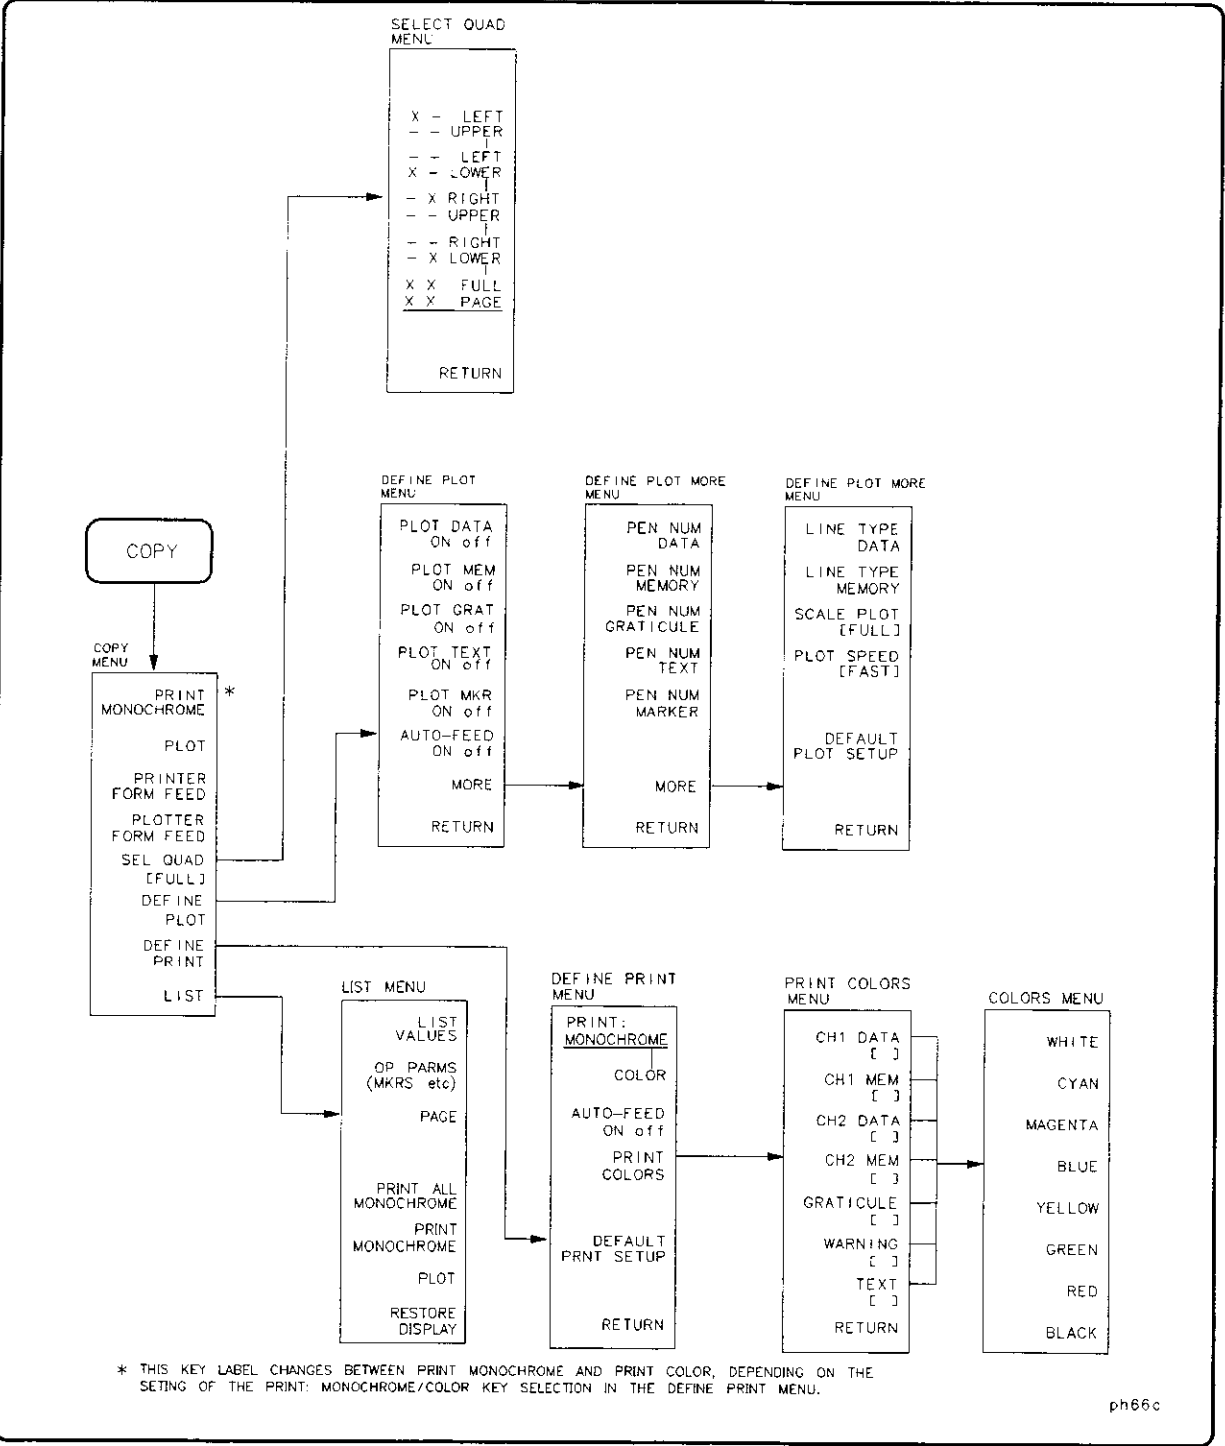 SELECT QUAD
MENU
X - LEFT
- - UPPER
- - LEFT
X - LOWER
- X RIGHT
- - UPPER
- - RIGHT
- X LOWER
X X FULL
X X PAGE
RETURN
COPY
COPY
MENU
PRINT *
MONOCHROME
PLOT
PRINTER
FORM FEED
PLOTTER
FORM FEED
SEL QUAD
[FULL]
DEFINE
PLOT
DEFINE
PRINT
LIST
DEFINE PLOT
MENU
PLOT DATA
ON off
PLOT MEM
ON off
PLOT GRAT
ON off
PLOT TEXT
ON off
PLOT MKR
ON off
AUTO-FEED
ON off
MORE
RETURN
DEFINE PLOT MORE
MENU
PEN NUM
DATA
PEN NUM
MEMORY
PEN NUM
GRATICULE
PEN NUM
TEXT
PEN NUM
MARKER
MORE
RETURN
DEFINE PLOT MORE
MENU
LINE TYPE
DATA
LINE TYPE
MEMORY
SCALE PLOT
[FULL]
PLOT SPEED
[FAST]
DEFAULT
PLOT SETUP
RETURN
LIST MENU
LIST
VALUES
OP PARMS
(MKRS etc)
PAGE
PRINT ALL
MONOCHROME
PRINT
MONOCHROME
PLOT
RESTORE
DISPLAY
DEFINE PRINT
MENU
PRINT:
MONOCHROME
COLOR
AUTO-FEED
ON off
PRINT
COLORS
DEFAULT
PRNT SETUP
RETURN
PRINT COLORS
MENU
CH1 DATA
[ ]
CH1 MEM
[ ]
CH2 DATA
[ ]
CH2 MEM
[ ]
GRATICULE
[ ]
WARNING
[ ]
TEXT
[ ]
RETURN
COLORS MENU
WHITE
CYAN
MAGENTA
BLUE
YELLOW
GREEN
RED
BLACK
* THIS KEY LABEL CHANGES BETWEEN PRINT MONOCHROME AND PRINT COLOR, DEPENDING ON THE
SETING OF THE PRINT: MONOCHROME/COLOR KEY SELECTION IN THE DEFINE PRINT MENU.
ph66c